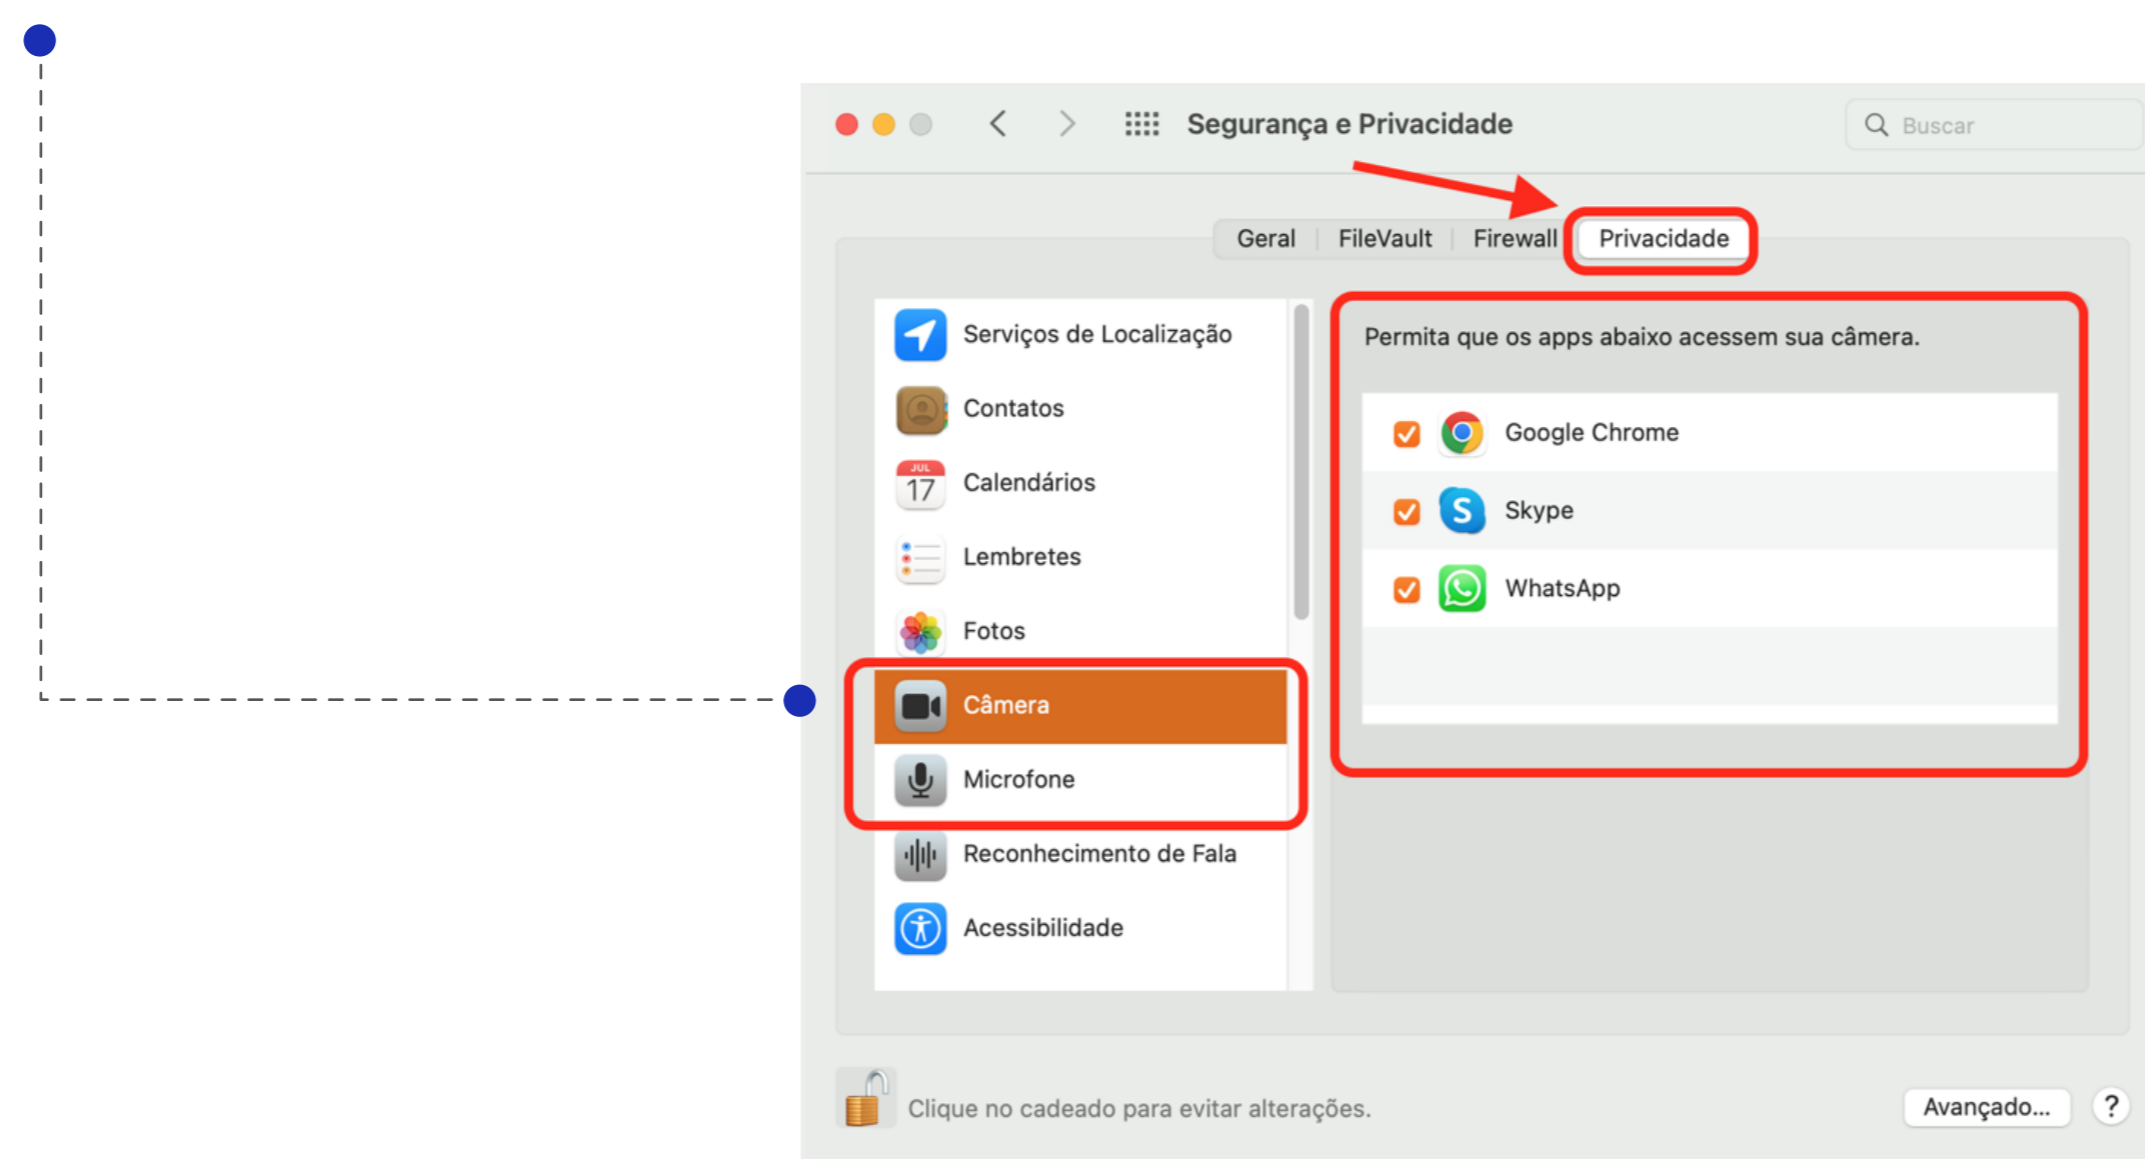 Segurança e Privacidade
Buscar
Geral FileVault Firewall Privacidade
Serviços de Localização
Contatos
JUL
17
Calendários
Lembretes
Fotos
Câmera
Microfone
Reconhecimento de Fala
Acessibilidade
Permita que os apps abaixo acessem sua câmera.
Google Chrome
S
Skype
WhatsApp
Clique no cadeado para evitar alterações.
Avançado...
?